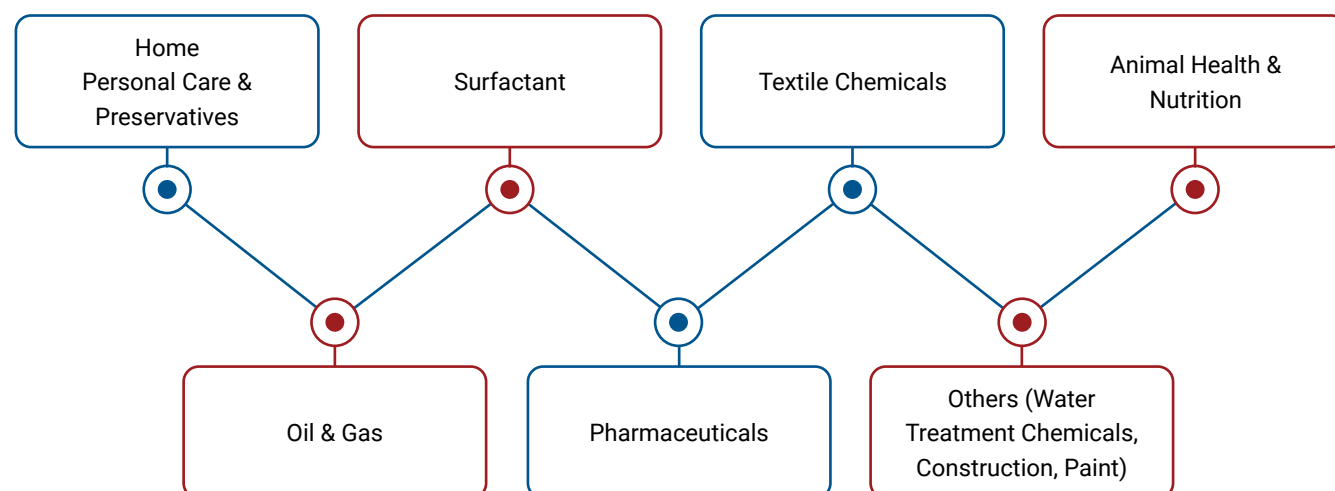 Home
Personal Care &
Preservatives
Surfactant
Textile Chemicals
Animal Health &
Nutrition
Oil & Gas
Pharmaceuticals
Others (Water
Treatment Chemicals,
Construction, Paint)